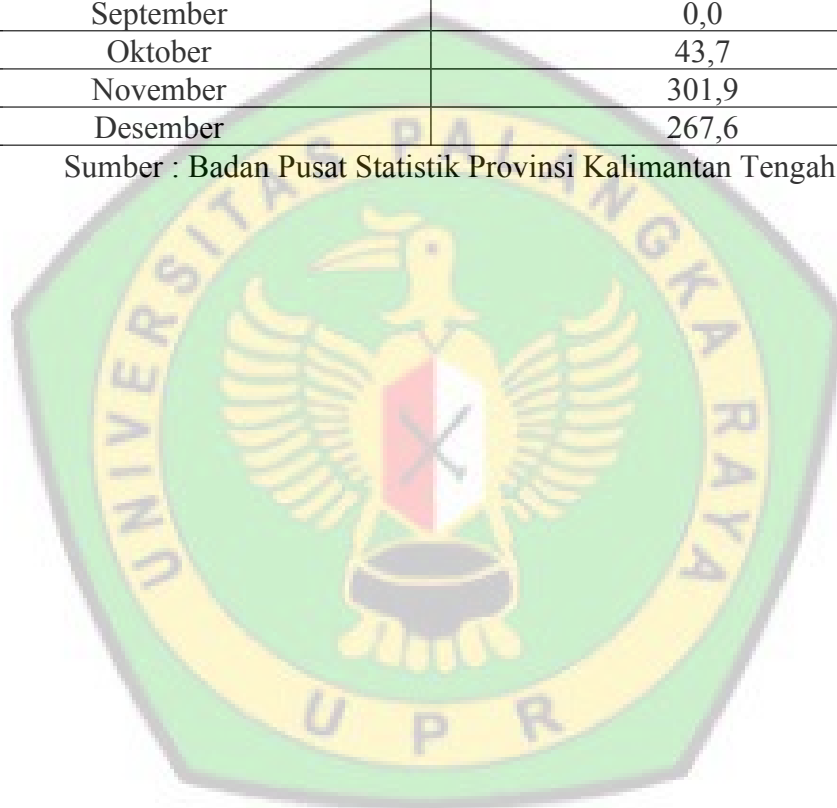 September 0,0
Oktober 43,7
November 301,9
Desember 267,6
Sumber : Badan Pusat Statistik Provinsi Kalimantan Tengah
UNIVERSITAS PALANGKA RAYA
UPR